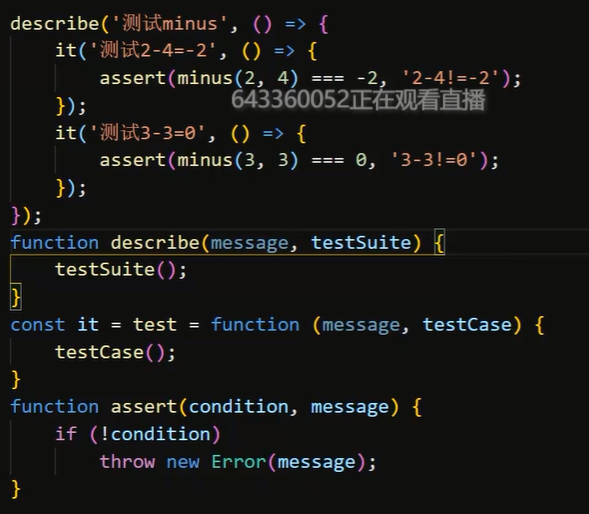 describe('测试minus', () => {
    it('测试2-4=-2', () => {
        assert(minus(2, 4) === -2, '2-4!=-2');
    });
643360052正在观看直播
    it('测试3-3=0', () => {
        assert(minus(3, 3) === 0, '3-3!=0');
    });
});
function describe(message, testSuite) {
    testSuite();
}
const it = test = function (message, testCase) {
    testCase();
}
function assert(condition, message) {
    if (!condition)
        throw new Error(message);
}